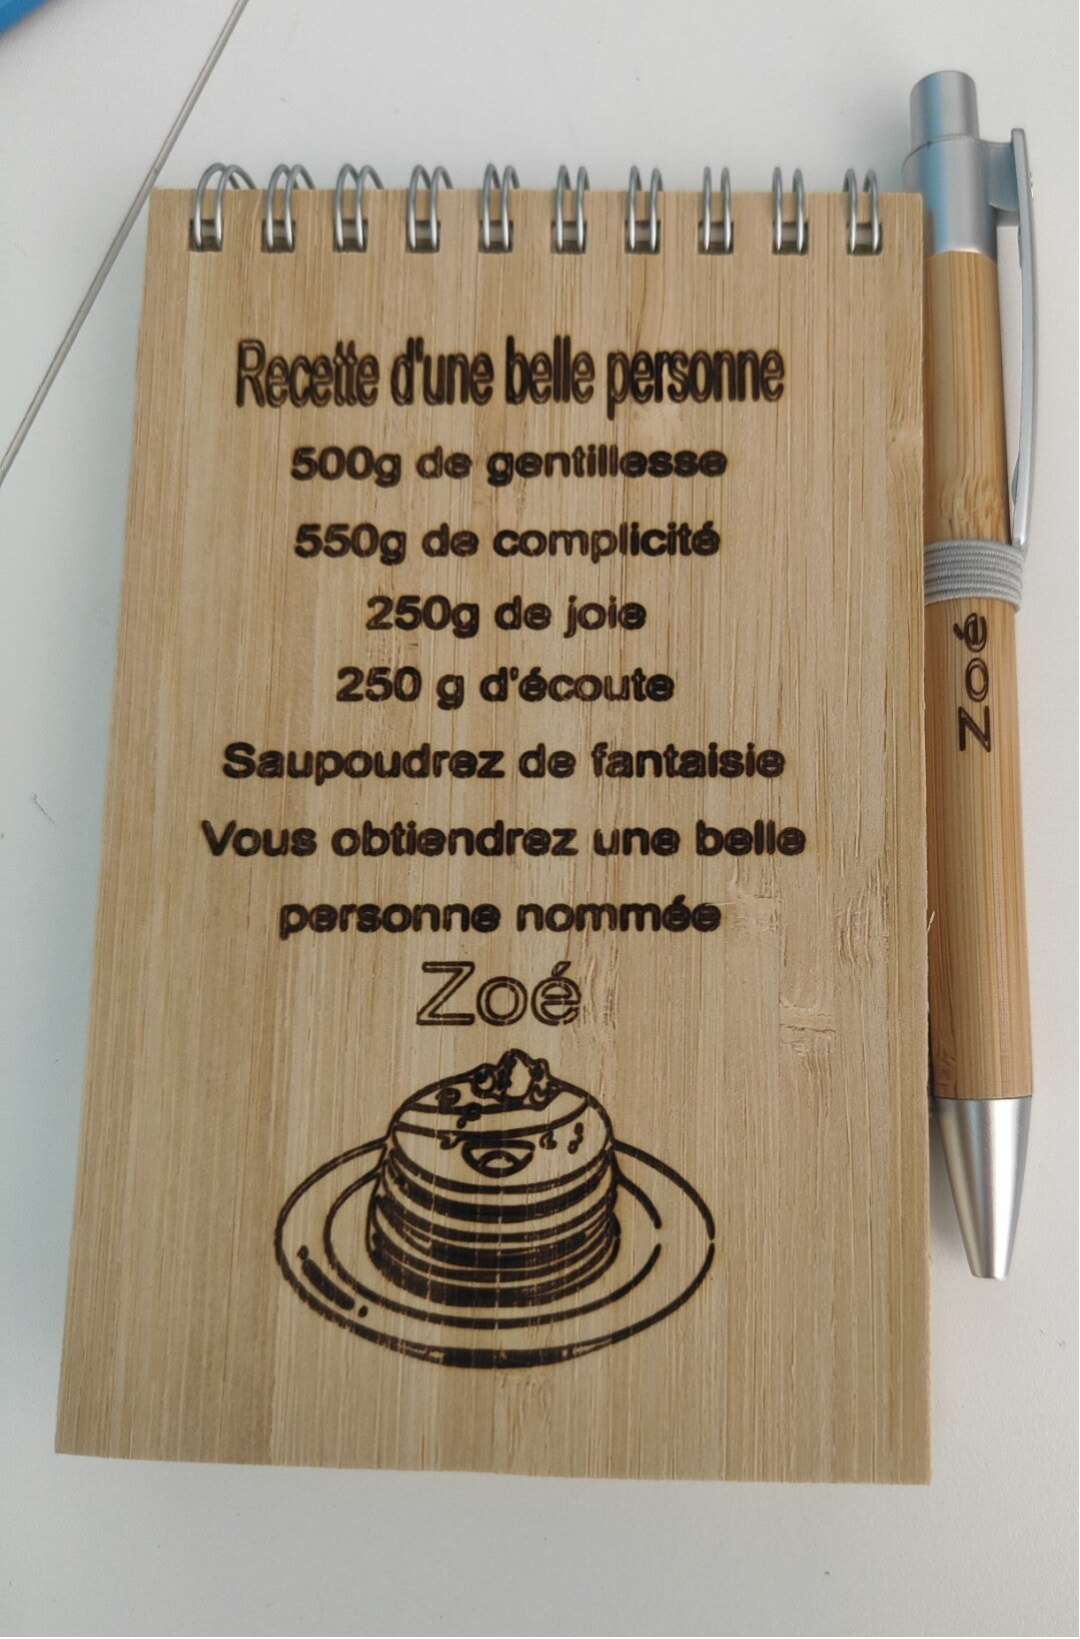 Recette d'une belle personne
500g de gentillesse
550g de complicité
250g de joie
250 g d'écoute
Saupoudrez de fantaisie
Vous obtiendrez une belle
personne nommée
Zoé
Zoé